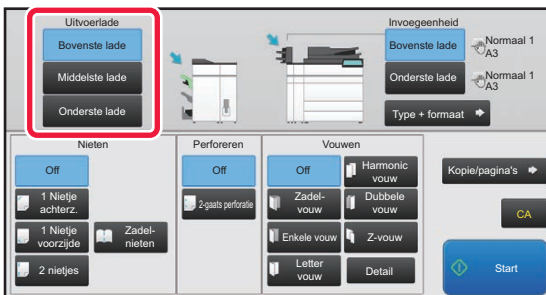 Uitvoerlade
Bovenste lade
Middelste lade
Onderste lade
Invoegeenheid
Bovenste lade
Normaal 1
A3
Onderste lade
Normaal 1
A3
Type + formaat
Nieten
Off
1 Nietje
achterz.
1 Nietje
voorzijde
Zadel-
nieten
2 nietjes
Perforeren
Off
2-gaats perforatie
Vouwen
Off
Harmonic
vouw
Zadel-
vouw
Dubbele
vouw
Enkele vouw
Z-vouw
Letter
vouw
Detail
Kopie/pagina's
CA
Start